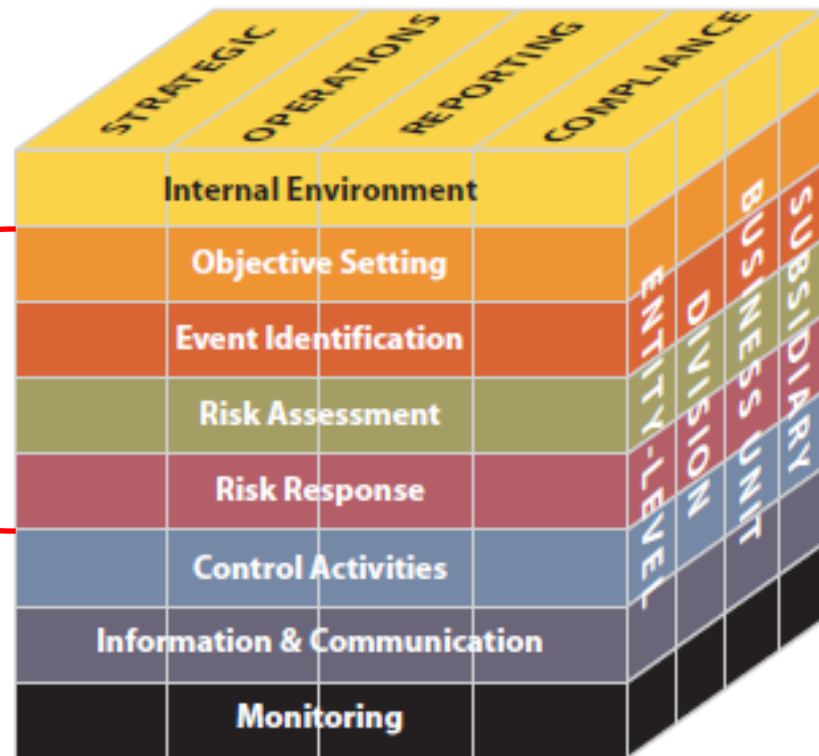 STRATEGIC
OPERATIONS
REPORTING
COMPLIANCE
Internal Environment
Objective Setting
Event Identification
Risk Assessment
Risk Response
Control Activities
Information & Communication
Monitoring
ENTITY-LEVEL
DIVISION
BUSINESS UNIT
SUBSIDIARY